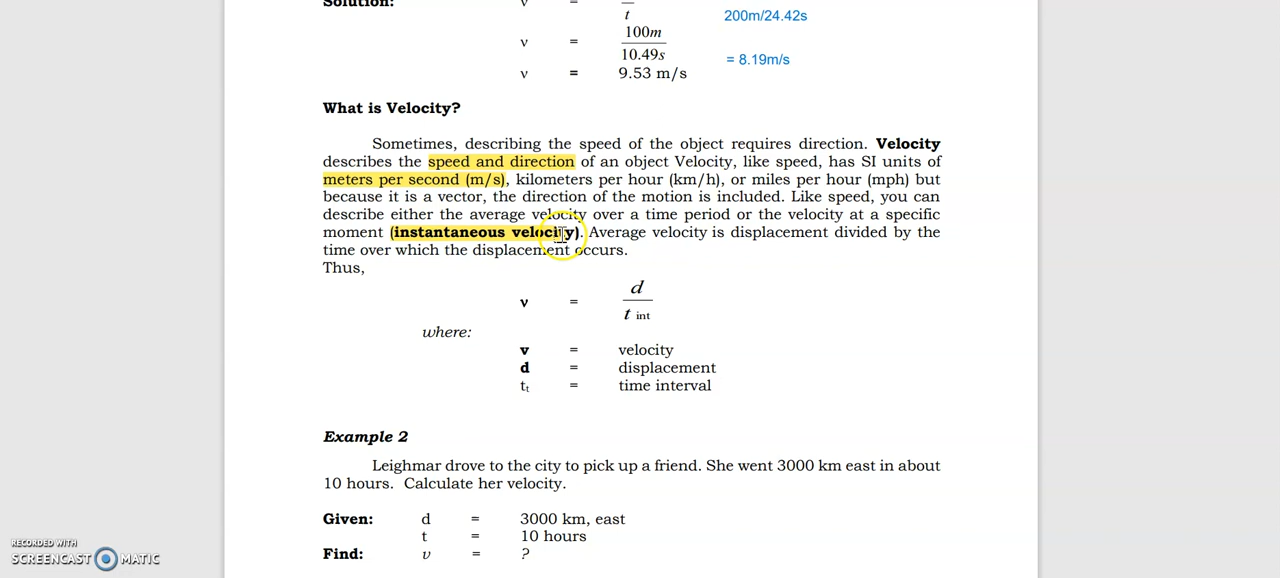 Solution: v =
t 200m/24.42s
100m
v =
10.49s = 8.19m/s
v = 9.53 m/s
What is Velocity?
Sometimes, describing the speed of the object requires direction. Velocity
describes the speed and direction of an object Velocity, like speed, has SI units of
meters per second (m/s), kilometers per hour (km/h), or miles per hour (mph) but
because it is a vector, the direction of the motion is included. Like speed, you can
describe either the average velocity over a time period or the velocity at a specific
moment (instantaneous velocity). Average velocity is displacement divided by the
time over which the displacement occurs.
Thus,
d
v =
t int
where:
v = velocity
d = displacement
tt = time interval
Example 2
Leighmar drove to the city to pick up a friend. She went 3000 km east in about
10 hours. Calculate her velocity.
Given: d = 3000 km, east
t = 10 hours
Find: υ = ?
RECORDED WITH
SCREENCAST MATIC